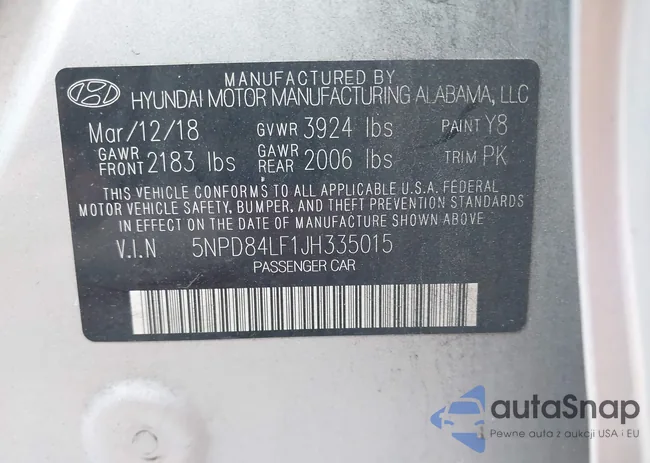 MANUFACTURED BY
HYUNDAI MOTOR MANUFACTURING ALABAMA, LLC
Mar/12/18 GVWR 3924 lbs PAINT Y8
GAWR FRONT 2183 lbs GAWR REAR 2006 lbs TRIM PK
THIS VEHICLE CONFORMS TO ALL APPLICABLE U.S.A. FEDERAL
MOTOR VEHICLE SAFETY, BUMPER, AND THEFT PREVENTION STANDARDS
IN EFFECT ON THE DATE OF MANUFACTURE SHOWN ABOVE
V.I.N 5NPD84LF1JH335015
PASSENGER CAR
autaSnap
Pewne auta z aukcji USA i EU